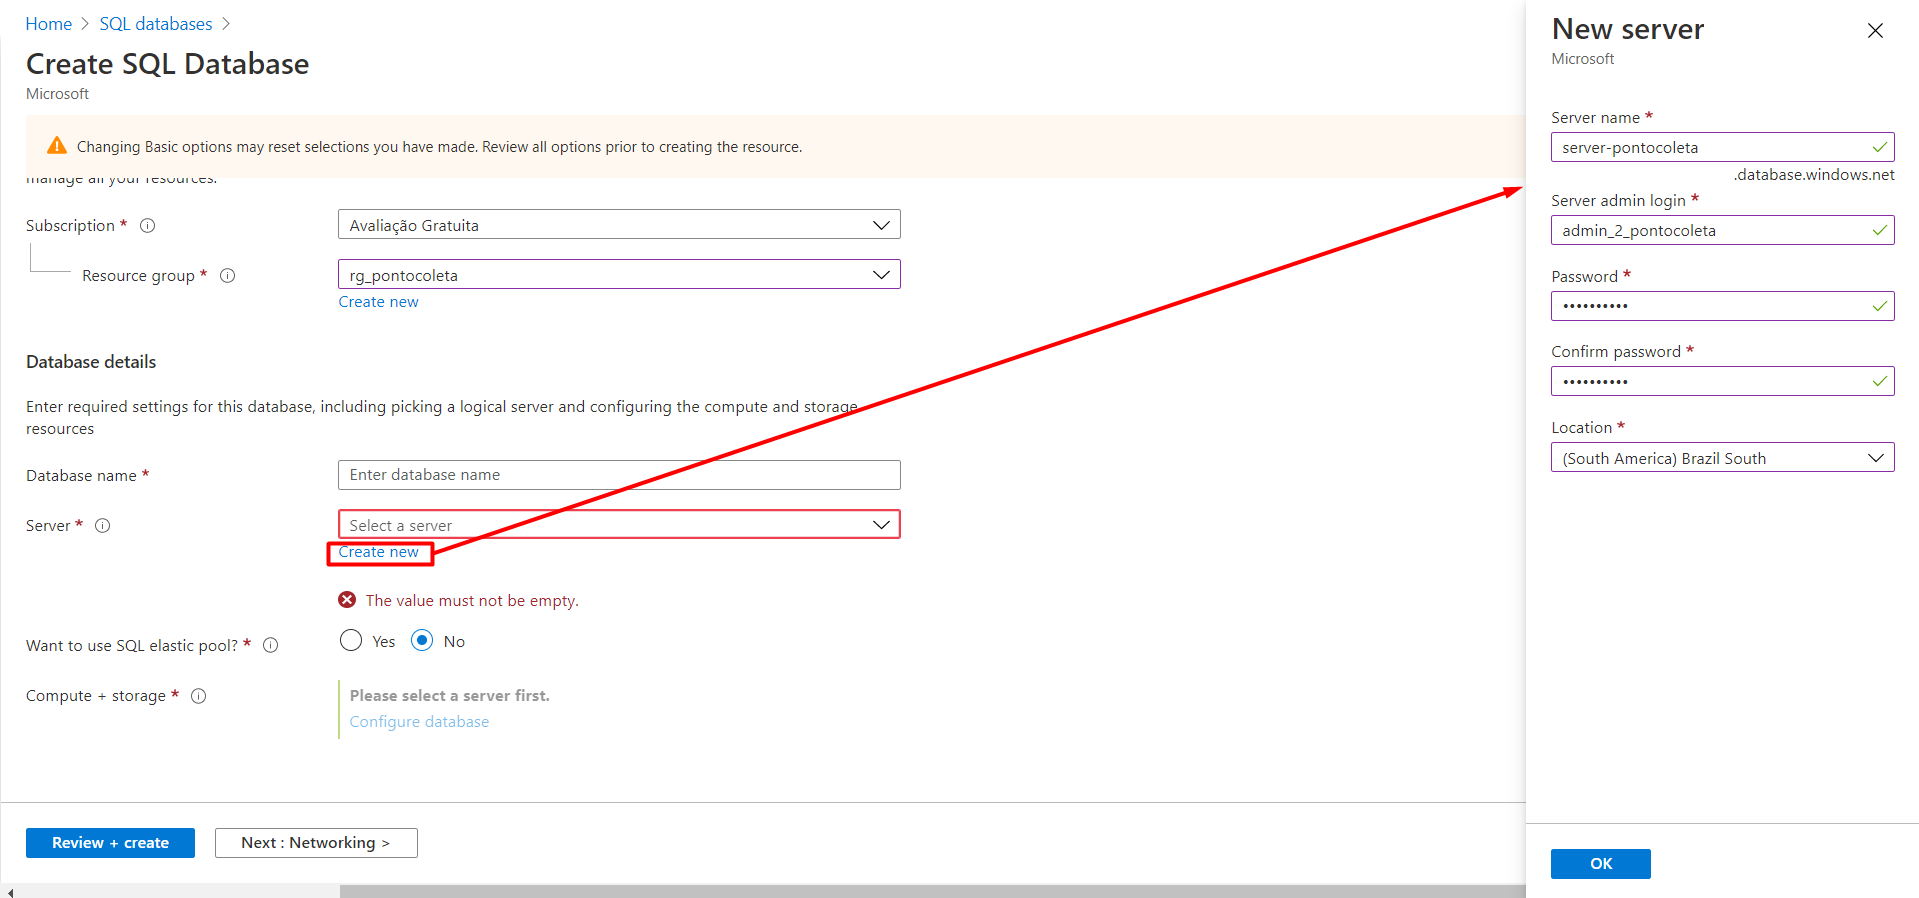 Home > SQL databases >
Create SQL Database
Microsoft
Changing Basic options may reset selections you have made. Review all options prior to creating the resource.
manage all your resources.
Subscription *
Avaliação Gratuita
Resource group *
rg_pontocoleta
Create new
Database details
Enter required settings for this database, including picking a logical server and configuring the compute and storage
resources
Database name *
Enter database name
Server *
Select a server
Create new
The value must not be empty.
Want to use SQL elastic pool? *
Yes No
Compute + storage *
Please select a server first.
Configure database
Review + create
Next : Networking >
New server
Microsoft
Server name *
server-pontocoleta
.database.windows.net
Server admin login *
admin_2_pontocoleta
Password *
••••••••••
Confirm password *
••••••••••
Location *
(South America) Brazil South
OK